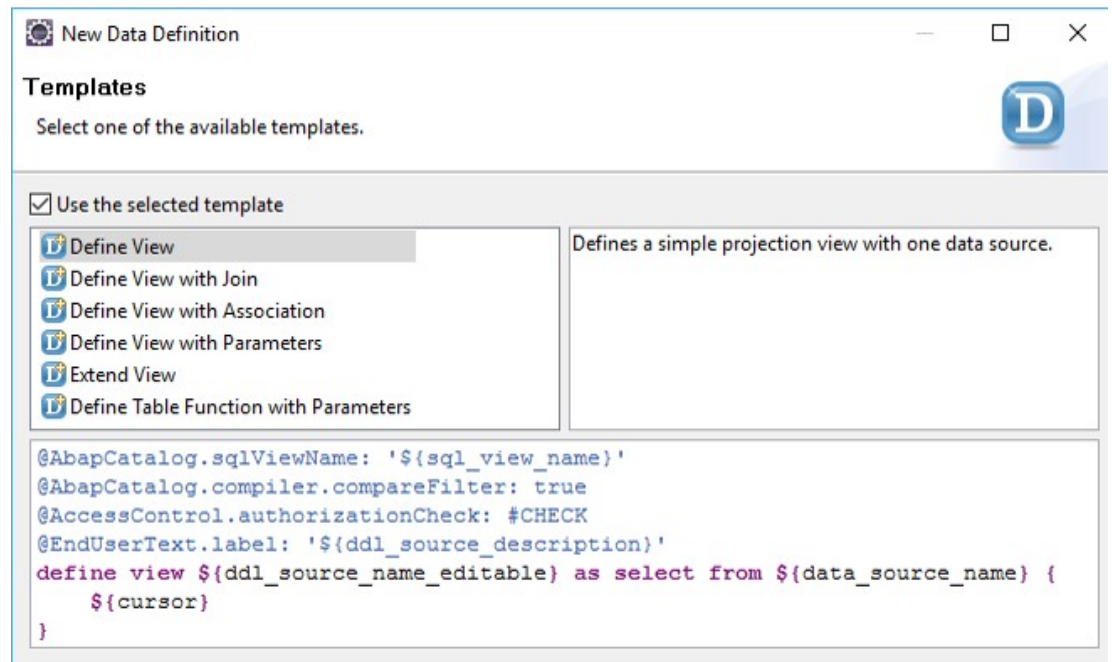 New Data Definition
Templates
Select one of the available templates.
D
Use the selected template
Define View
Define View with Join
Define View with Association
Define View with Parameters
Extend View
Define Table Function with Parameters
Defines a simple projection view with one data source.
@AbapCatalog.sqlViewName: '${sql_view_name}'
@AbapCatalog.compiler.compareFilter: true
@AccessControl.authorizationCheck: #CHECK
@EndUserText.label: '${ddl_source_description}'
define view ${ddl_source_name_editable} as select from ${data_source_name} {
    ${cursor}
}